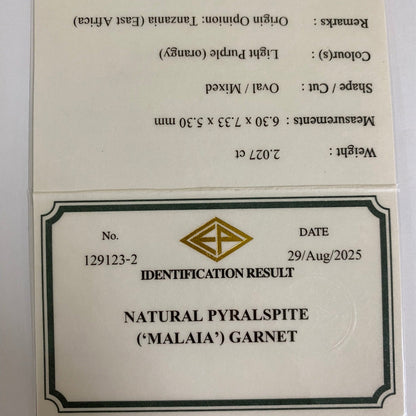 Weight : 2.027 ct
Measurements : 6.30 x 7.33 x 5.30 mm
Shape / Cut : Oval / Mixed
Colour(s) : Light Purple (orangy)
Remarks : Origin Opinion: Tanzania (East Africa)
No. DATE
129123-2 29/Aug/2025
EP
IDENTIFICATION RESULT
NATURAL PYRALSPITE
(‘MALAIA’) GARNET